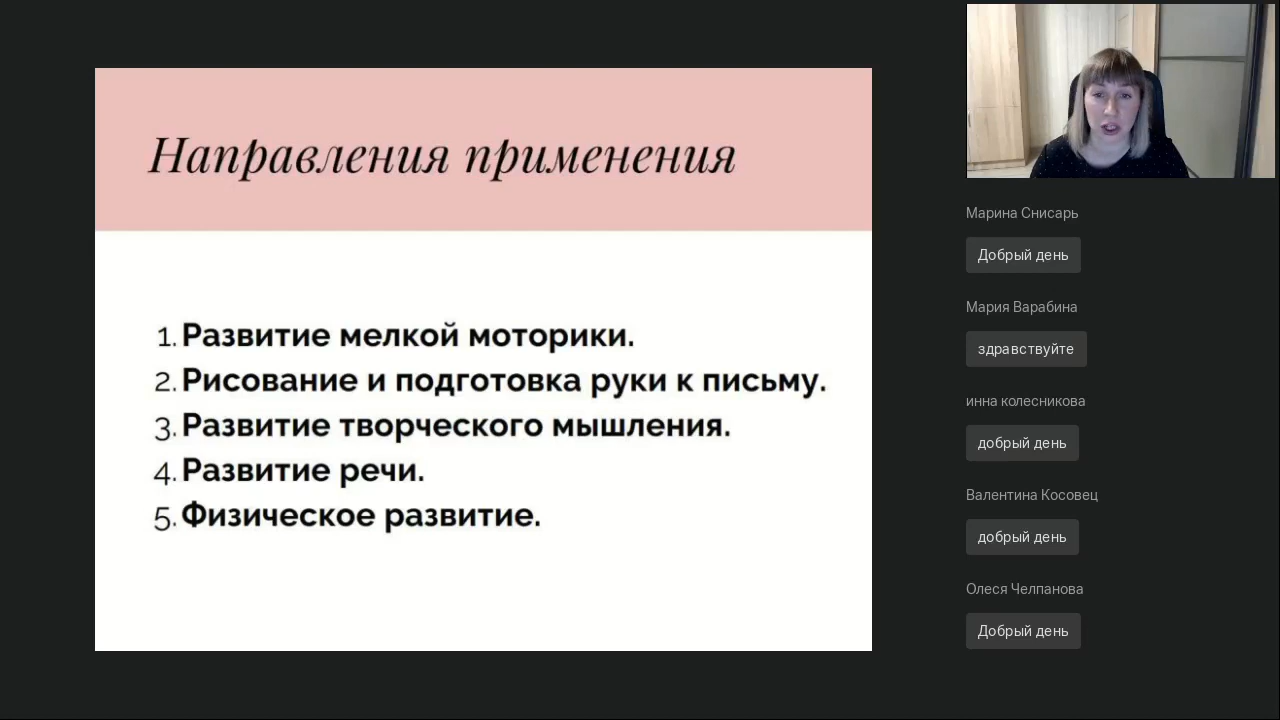 Направления применения
1. Развитие мелкой моторики.
2. Рисование и подготовка руки к письму.
3. Развитие творческого мышления.
4. Развитие речи.
5. Физическое развитие.
Марина Снисарь
Добрый день
Мария Варабина
здравствуйте
инна колесникова
добрый день
Валентина Косовец
добрый день
Олеся Челпанова
Добрый день